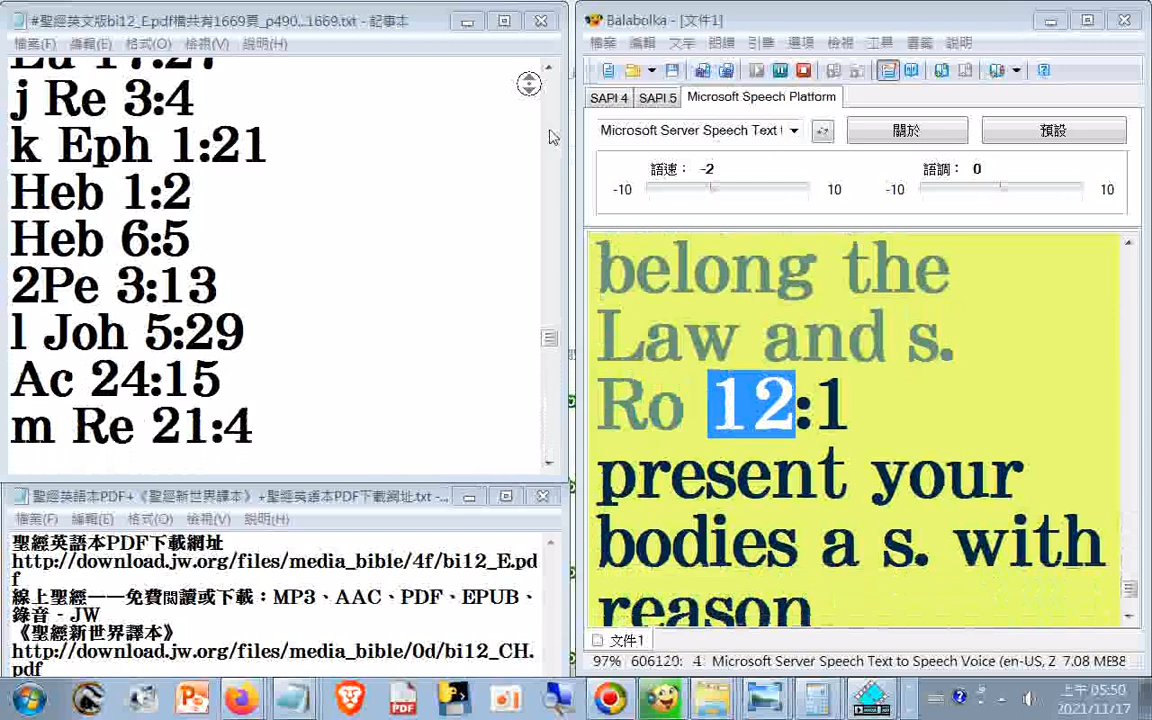 #聖經英文版bi12_E.pdf檔共有1669頁_p490...1669.txt - 記事本
檔案(F) 編輯(E) 格式(O) 檢視(V) 說明(H)
Lu 17:27
j Re 3:4
k Eph 1:21
Heb 1:2
Heb 6:5
2Pe 3:13
l Joh 5:29
Ac 24:15
m Re 21:4
聖經英語本PDF+《聖經新世界譯本》+聖經英語本PDF下載網址.txt -...
檔案(F) 編輯(E) 格式(O) 檢視(V) 說明(H)
聖經英語本PDF下載網址
http://download.jw.org/files/media_bible/4f/bi12_E.pd
f
線上聖經——免費閱讀或下載：MP3、AAC、PDF、EPUB、
錄音 - JW
《聖經新世界譯本》
http://download.jw.org/files/media_bible/0d/bi12_CH.
pdf
Balabolka - [文件1]
檔案 編輯 文字 朗讀 引擎 選項 檢視 工具 書籤 說明
SAPI 4 SAPI 5 Microsoft Speech Platform
Microsoft Server Speech Text 關於 預設
語速： -2 語調： 0
-10 10 -10 10
belong the
Law and s.
Ro 12:1
present your
bodies a s. with
reason
文件1
97% 606120: 4: Microsoft Server Speech Text to Speech Voice (en-US, Z 7.08 MB
上午 05:50
2021/11/17